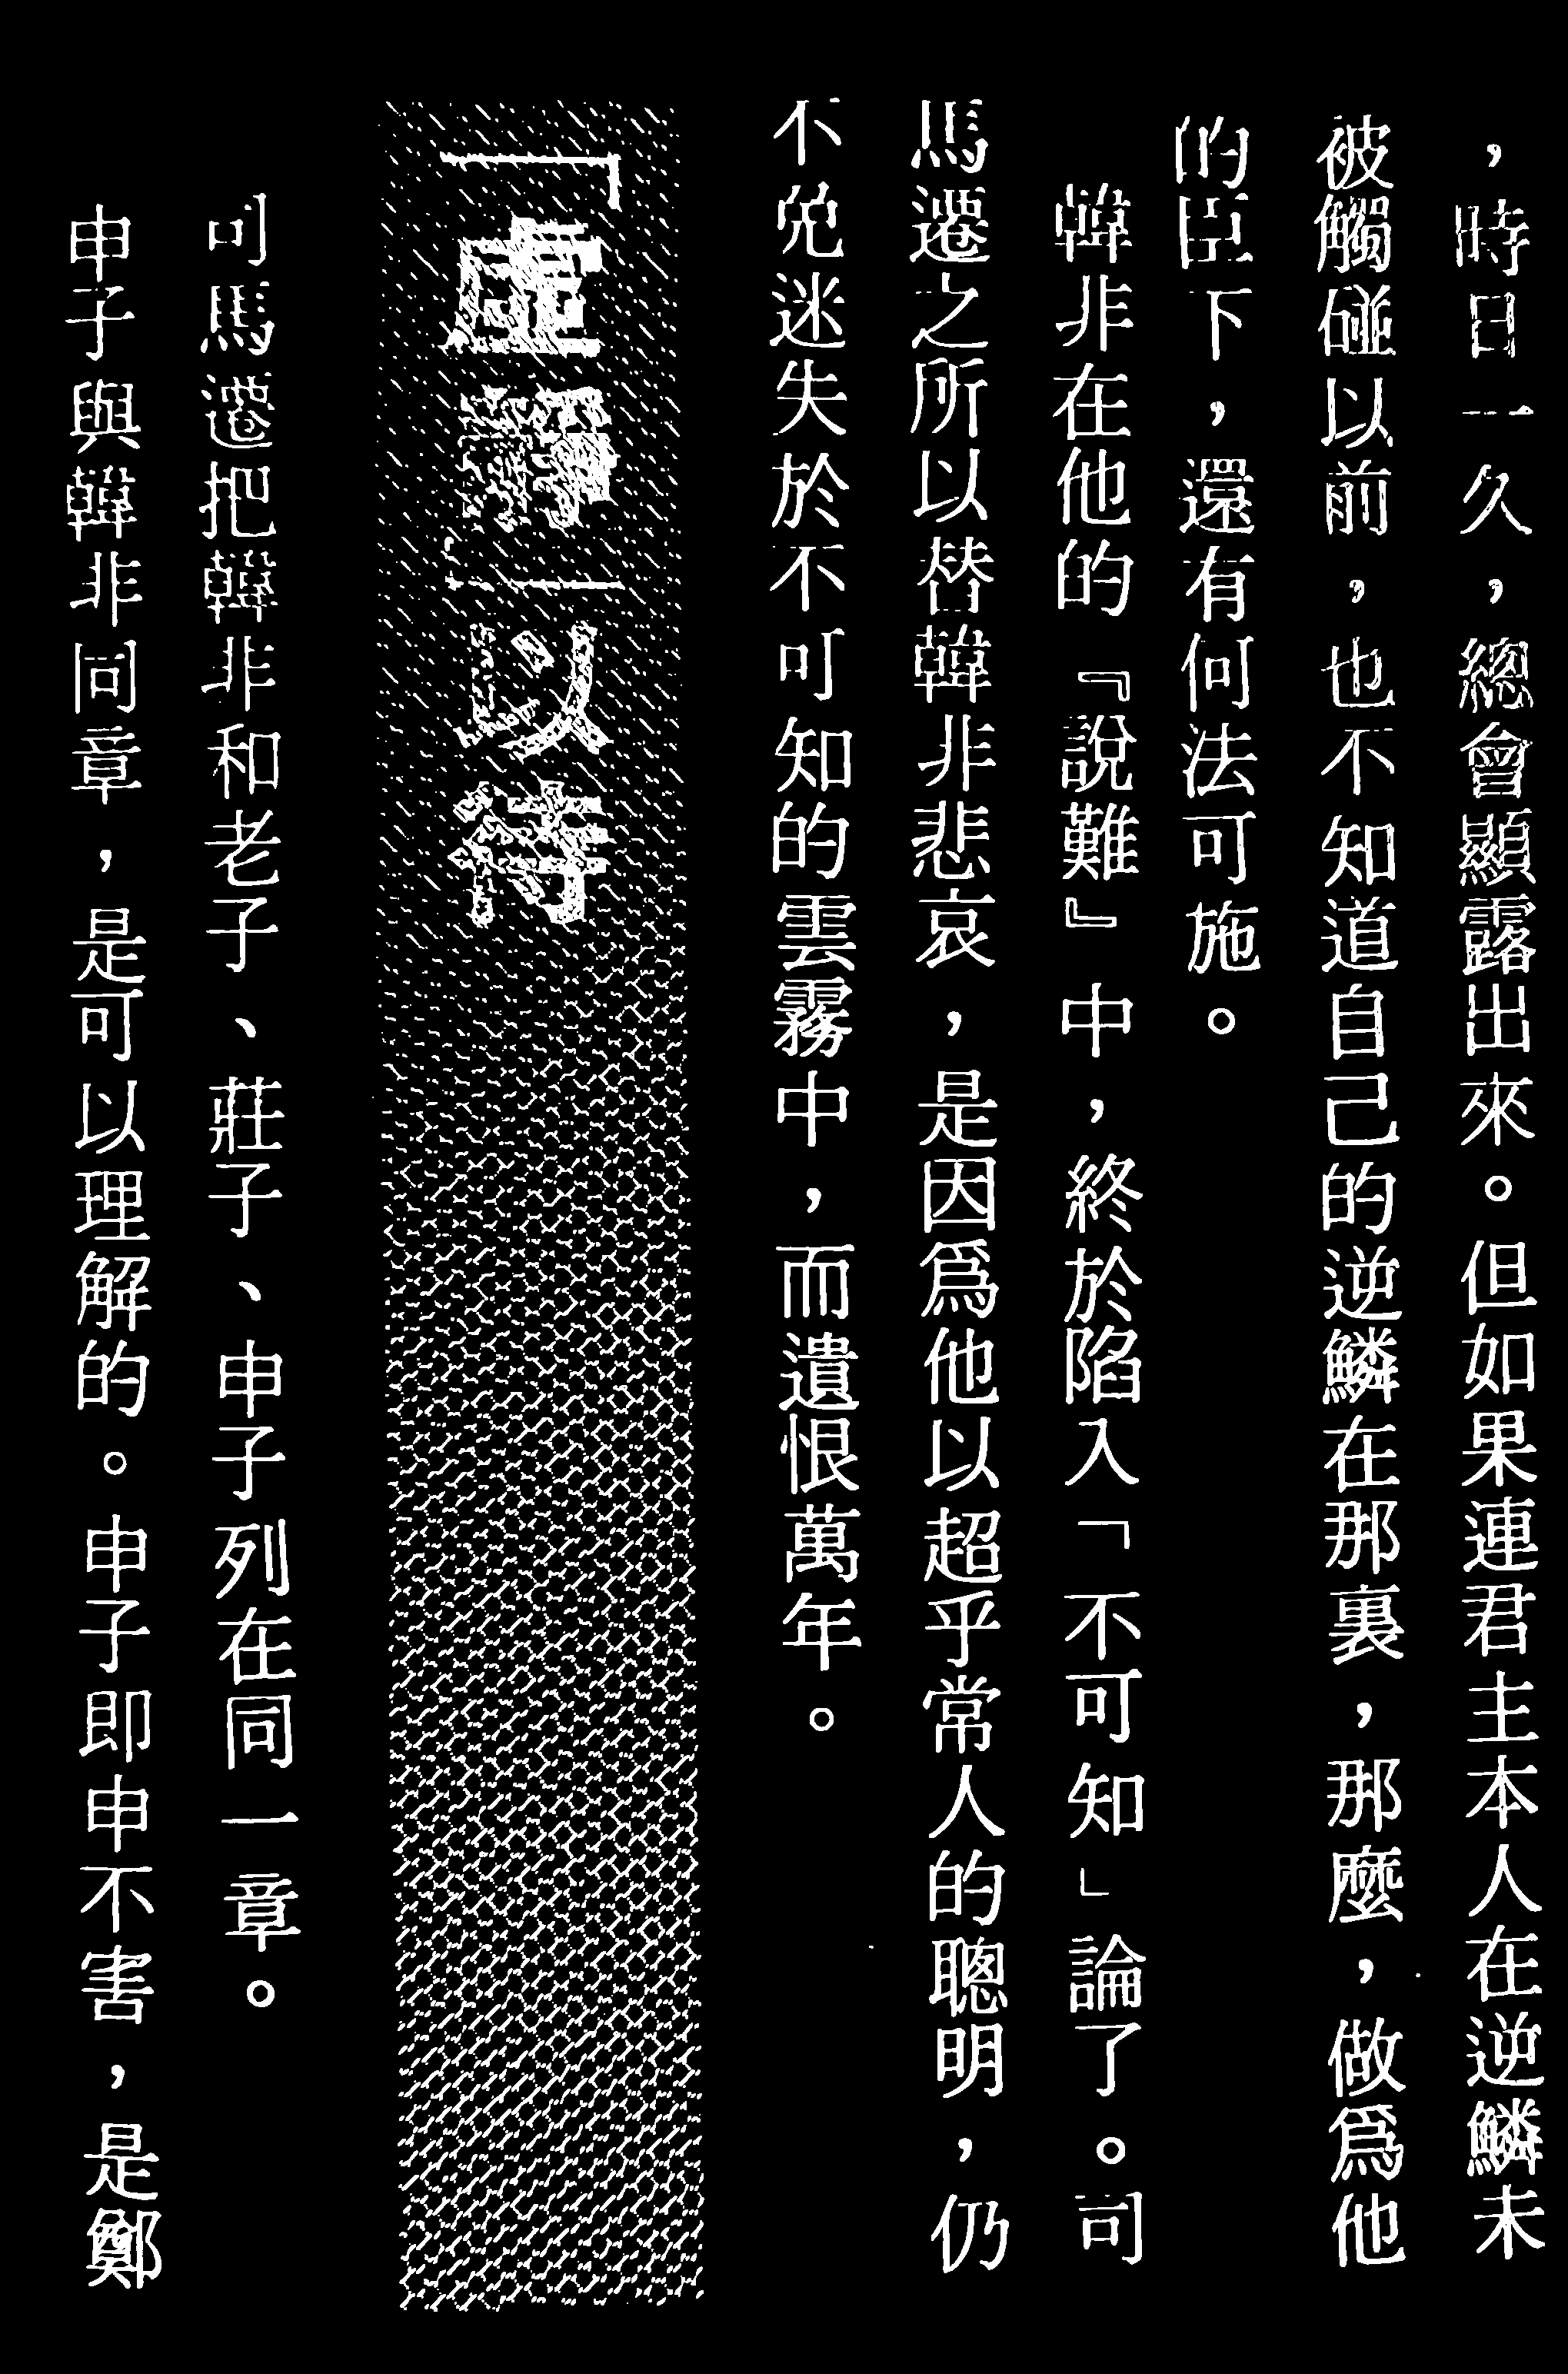 ，時日一久，總會顯露出來。但如果連君主本人在逆鱗未
被觸碰以前，也不知道自己的逆鱗在那裏，那麼，做爲他
的臣下，還有何法可施。
韓非在他的『說難』中，終於陷入「不可知」論了。司
馬遷之所以替韓非悲哀，是因爲他以超乎常人的聰明，仍
不免迷失於不可知的雲霧中，而遺恨萬年。
「虛靜」以待
司馬遷把韓非和老子、莊子、申子列在同一章。
申子與韓非同章，是可以理解的。申子即申不害，是鄭